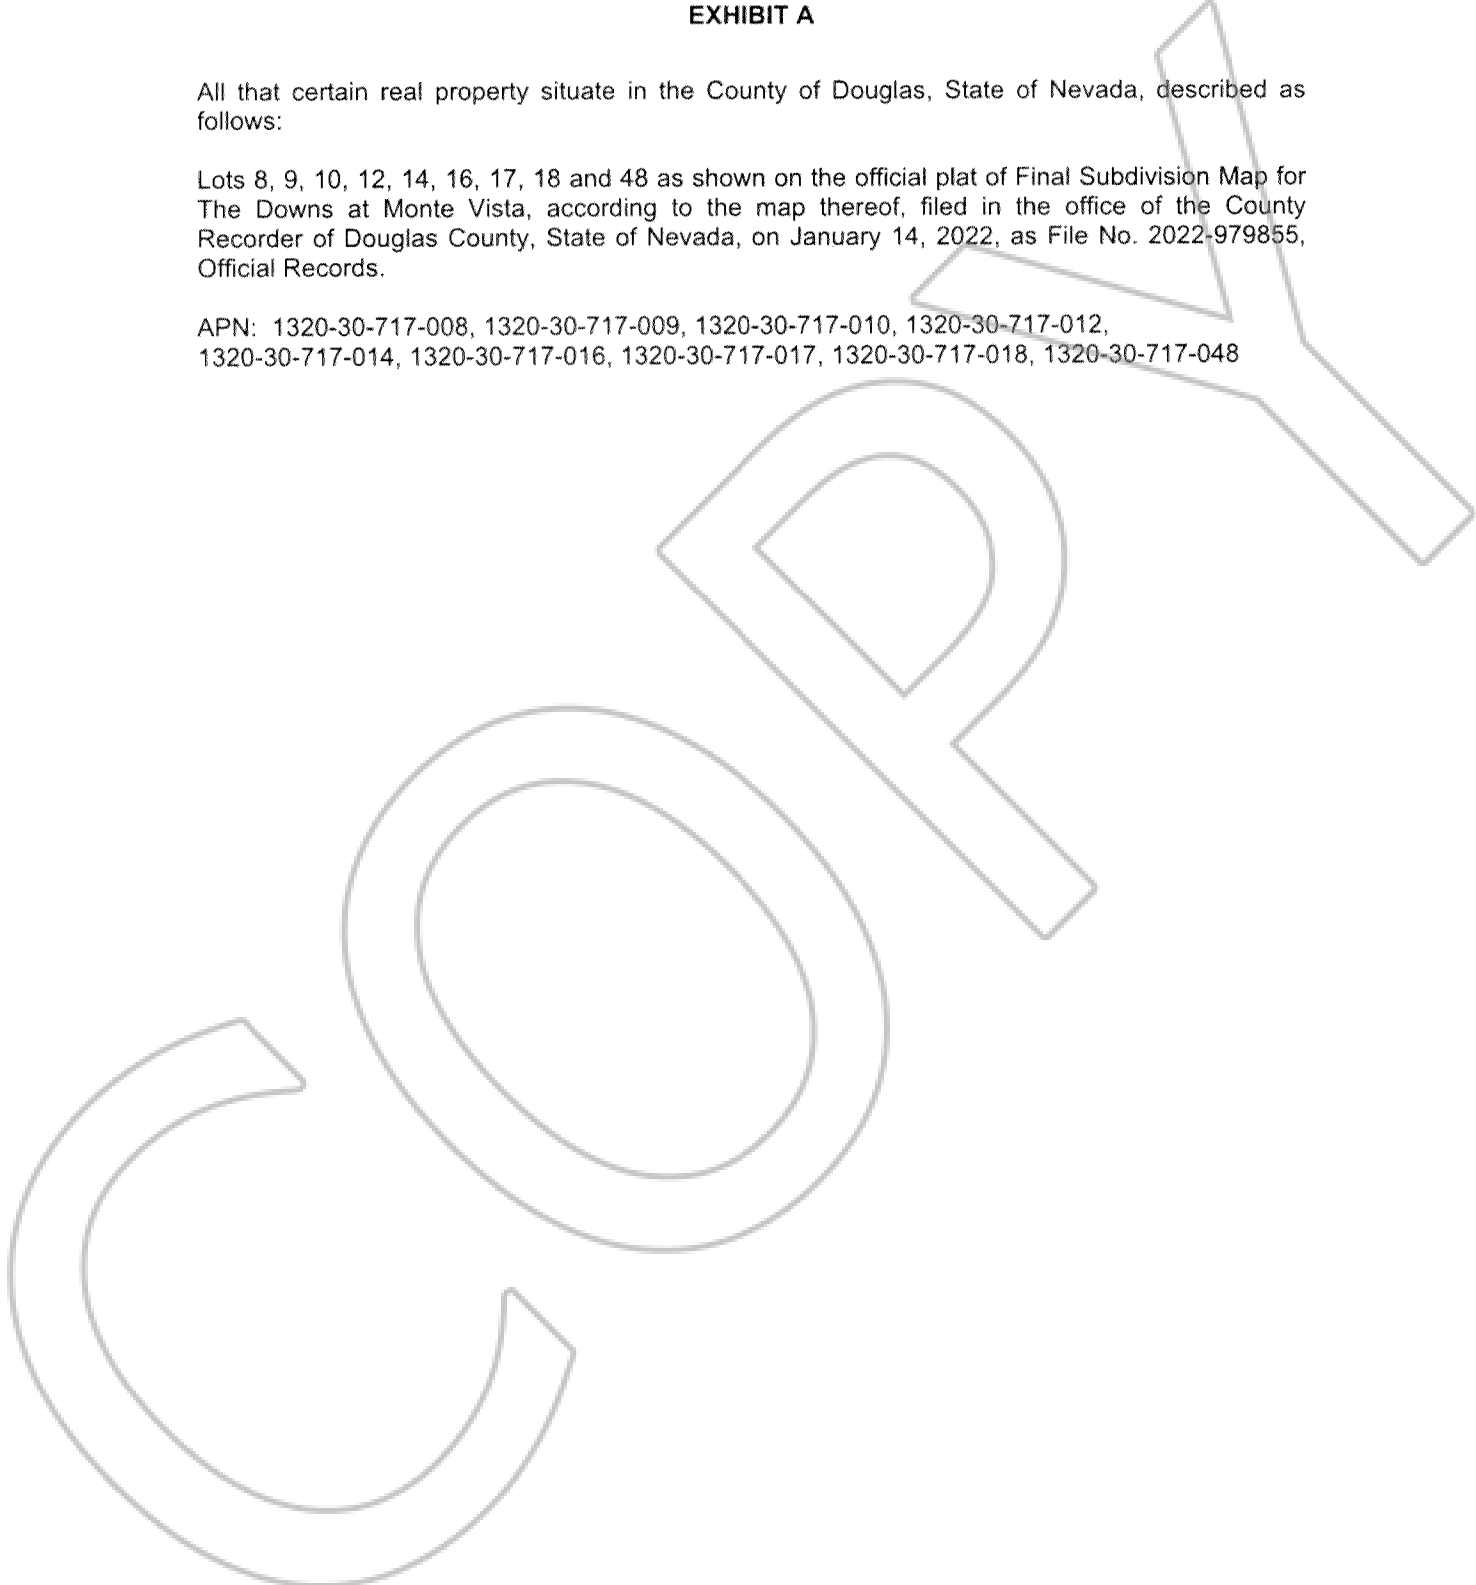 EXHIBIT A
All that certain real property situate in the County of Douglas, State of Nevada, described as
follows:
Lots 8, 9, 10, 12, 14, 16, 17, 18 and 48 as shown on the official plat of Final Subdivision Map for
The Downs at Monte Vista, according to the map thereof, filed in the office of the County
Recorder of Douglas County, State of Nevada, on January 14, 2022, as File No. 2022-979855,
Official Records.
APN: 1320-30-717-008, 1320-30-717-009, 1320-30-717-010, 1320-30-717-012,
1320-30-717-014, 1320-30-717-016, 1320-30-717-017, 1320-30-717-018, 1320-30-717-048
COPY